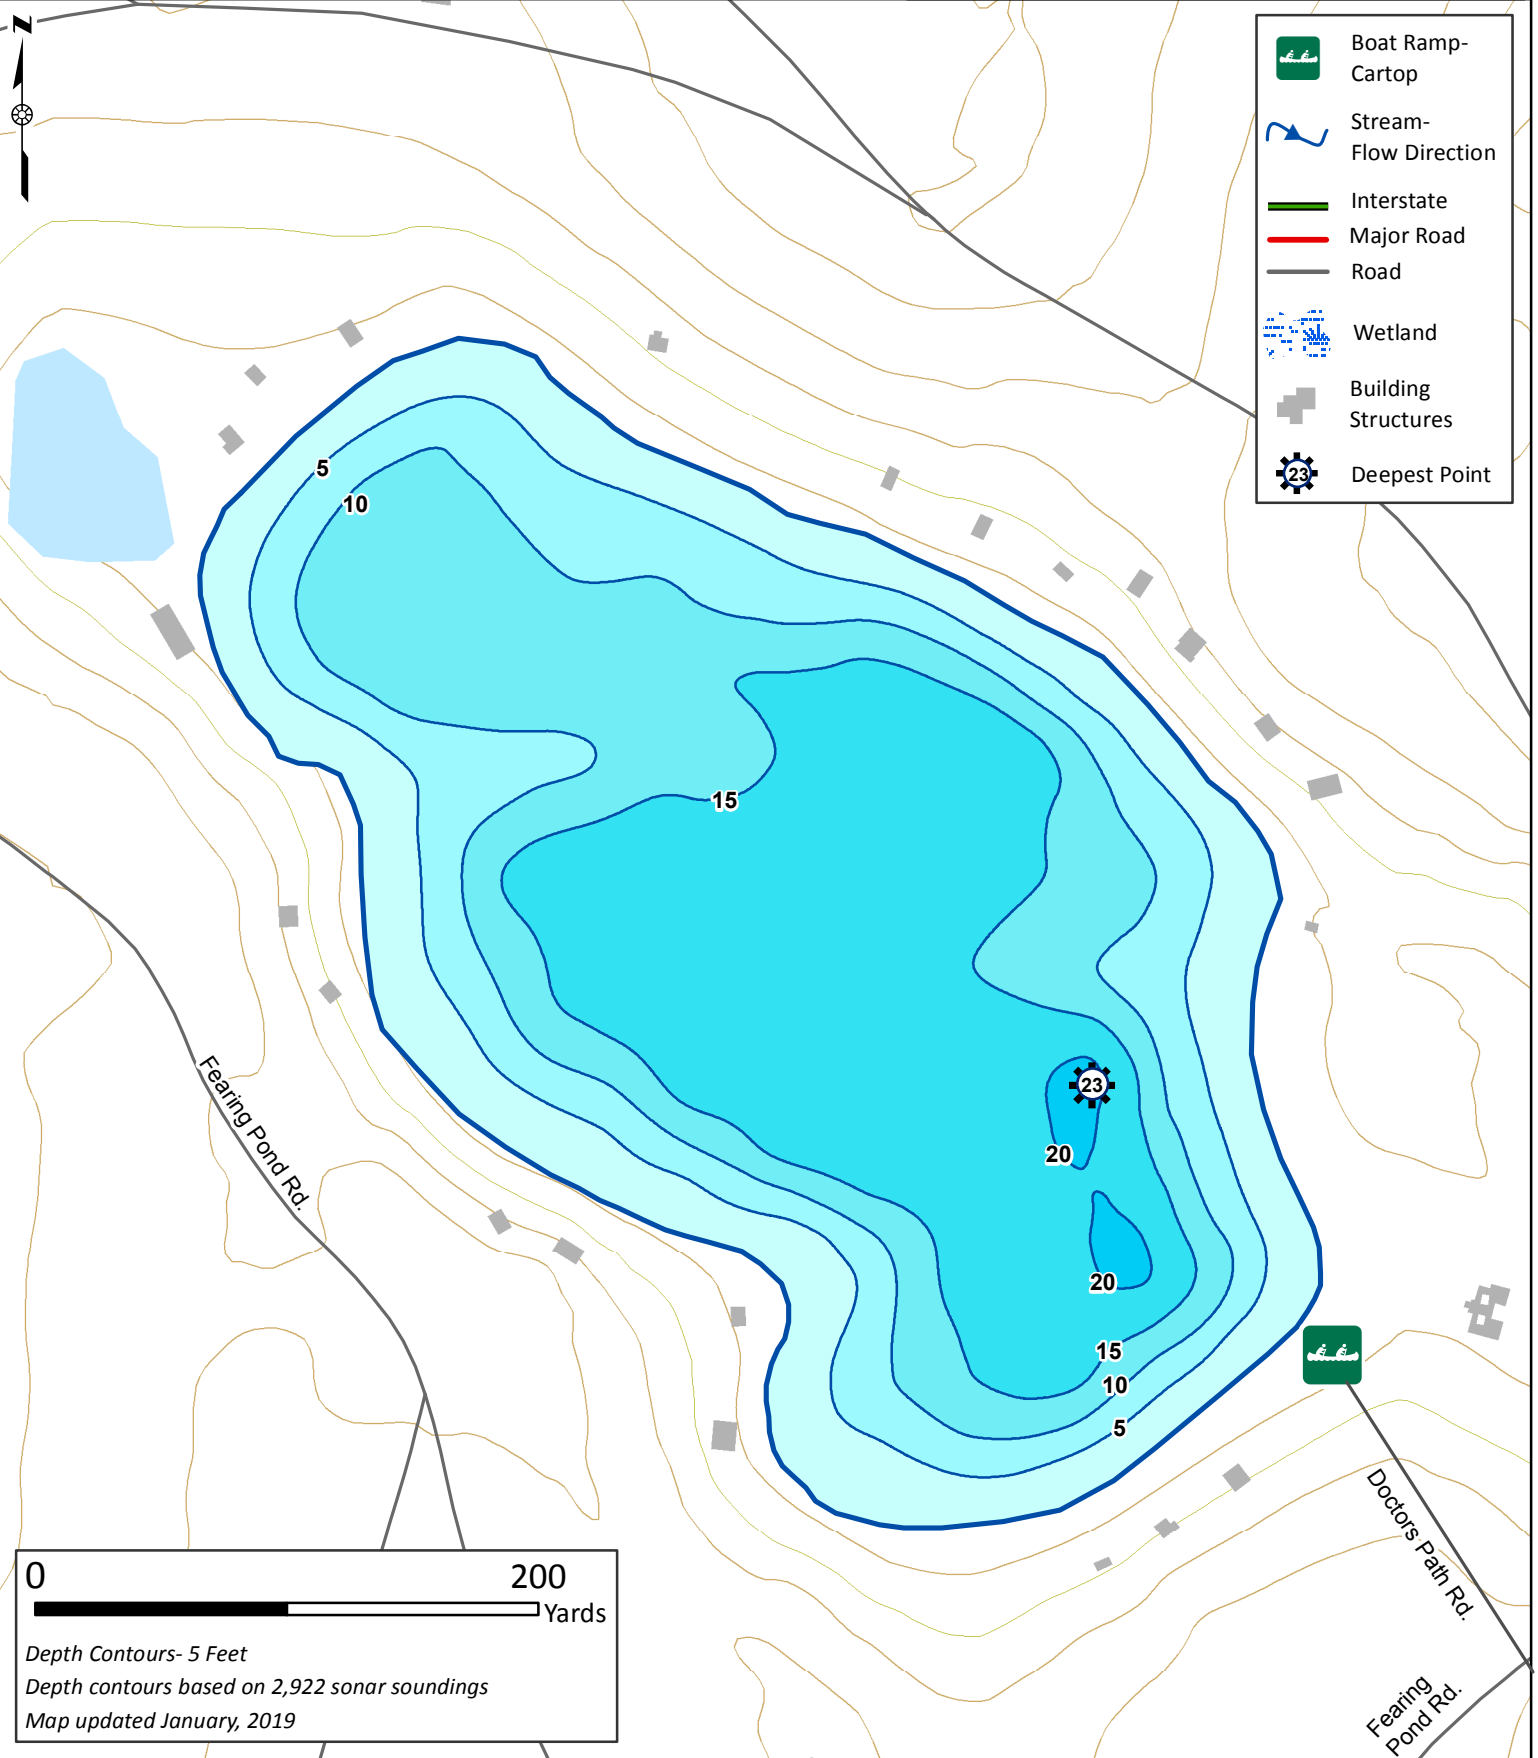 N
Boat Ramp-
Cartop
Stream-
Flow Direction
Interstate
Major Road
Road
Wetland
Building
Structures
23
Deepest Point
5
10
15
23
20
20
15
10
5
Fearing Pond Rd.
Doctors Path Rd.
Fearing
Pond Rd.
0 200
Yards
Depth Contours- 5 Feet
Depth contours based on 2,922 sonar soundings
Map updated January, 2019